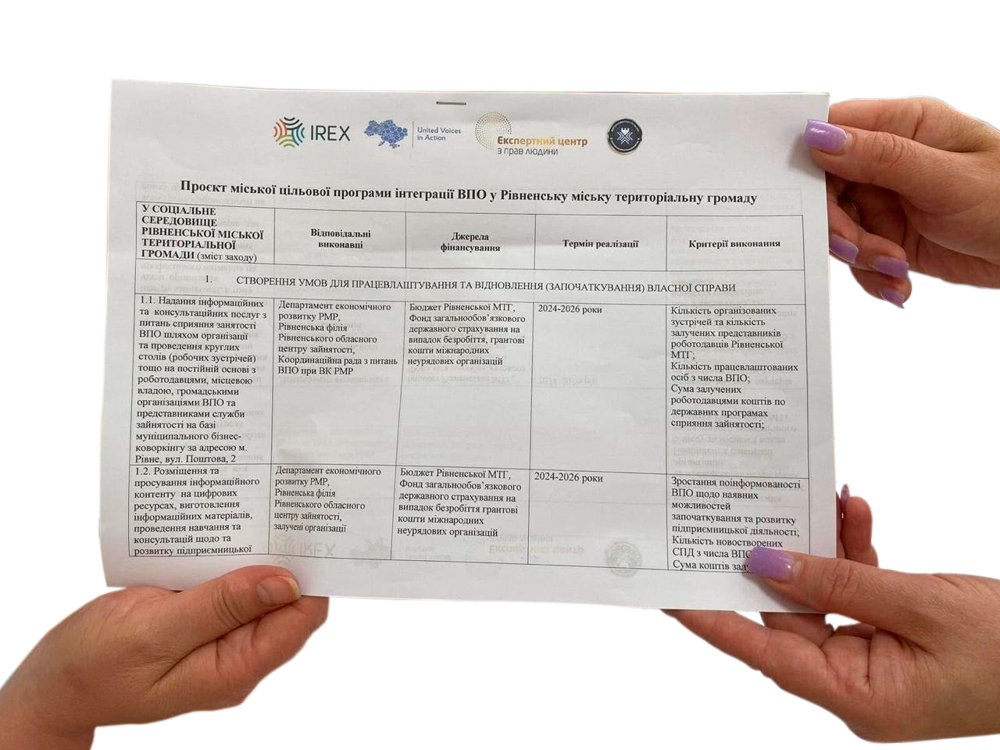 IREX
United Voices
in Action
Експертний центр
з прав людини
Проєкт міської цільової програми інтеграції ВПО у Рівненську міську територіальну громаду
У СОЦІАЛЬНЕ
СЕРЕДОВИЩЕ
РІВНЕНСЬКОЇ МІСЬКОЇ
ТЕРИТОРІАЛЬНОЇ
ГРОМАДИ (зміст заходу)
Відповідальні
виконавці
Джерела
фінансування
Термін реалізації
Критерії виконання
1. СТВОРЕННЯ УМОВ ДЛЯ ПРАЦЕВЛАШТУВАННЯ ТА ВІДНОВЛЕННЯ (ЗАПОЧАТКУВАННЯ) ВЛАСНОЇ СПРАВИ
1.1. Надання інформаційних
та консультаційних послуг з
питань сприяння зайнятості
ВПО шляхом організації
та проведення круглих
столів (робочих зустрічей)
тощо на постійній основі з
роботодавцями, місцевою
владою, громадськими
організаціями ВПО та
представниками служби
зайнятості на базі
муніципального бізнес-
коворкінгу за адресою м.
Рівне, вул. Поштова, 2
Департамент економічного
розвитку РМР,
Рівненська філія
Рівненського обласного
центру зайнятості,
Координаційна рада з питань
ВПО при ВК РМР
Бюджет Рівненської МТГ,
Фонд загальнообов’язкового
державного страхування на
випадок безробіття, грантові
кошти міжнародних
неурядових організацій
2024-2026 роки
Кількість організованих
зустрічей та кількість
залучених представників
роботодавців Рівненської
МТГ;
Кількість працевлаштованих
осіб з числа ВПО;
Сума залучених
роботодавцями коштів по
державних програмах
сприяння зайнятості;
1.2. Розміщення та
просування інформаційного
контенту на цифрових
ресурсах, виготовлення
інформаційних матеріалів,
проведення навчання та
консультацій щодо та
розвитку підприємницької
Департамент економічного
розвитку РМР,
Рівненська філія
Рівненського обласного
центру зайнятості,
залучені організації
Бюджет Рівненської МТГ,
Фонд загальнообов’язкового
державного страхування на
випадок безробіття грантові
кошти міжнародних
неурядових організацій
2024-2026 роки
Зростання поінформованості
ВПО щодо наявних
можливостей
започаткування та розвитку
підприємницької діяльності;
Кількість новостворених
СПД з числа ВПО
Сума коштів зал